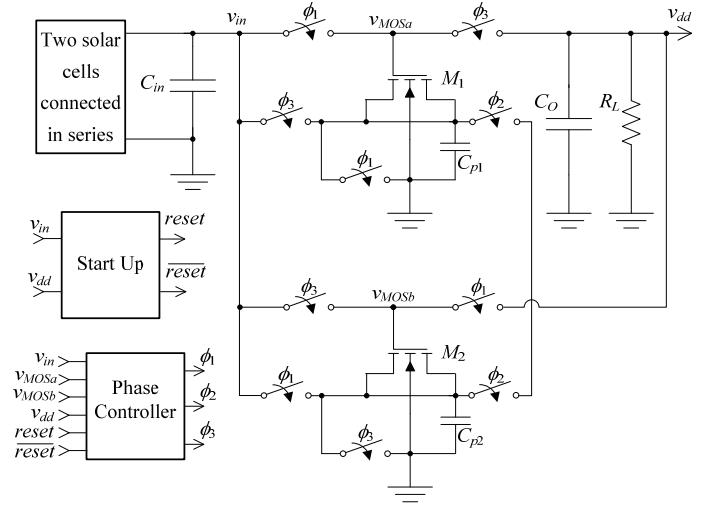 Two solar
cells
connected
in series
C_in
v_in
ϕ1
v_MOSa
ϕ3
v_dd
M1
ϕ3
ϕ2
C_p1
ϕ1
C_O
R_L
v_in
v_dd
Start Up
reset
reset
ϕ3
v_MOSb
ϕ1
M2
ϕ1
ϕ2
C_p2
ϕ3
v_in
v_MOSa
v_MOSb
v_dd
reset
reset
Phase
Controller
ϕ1
ϕ2
ϕ3